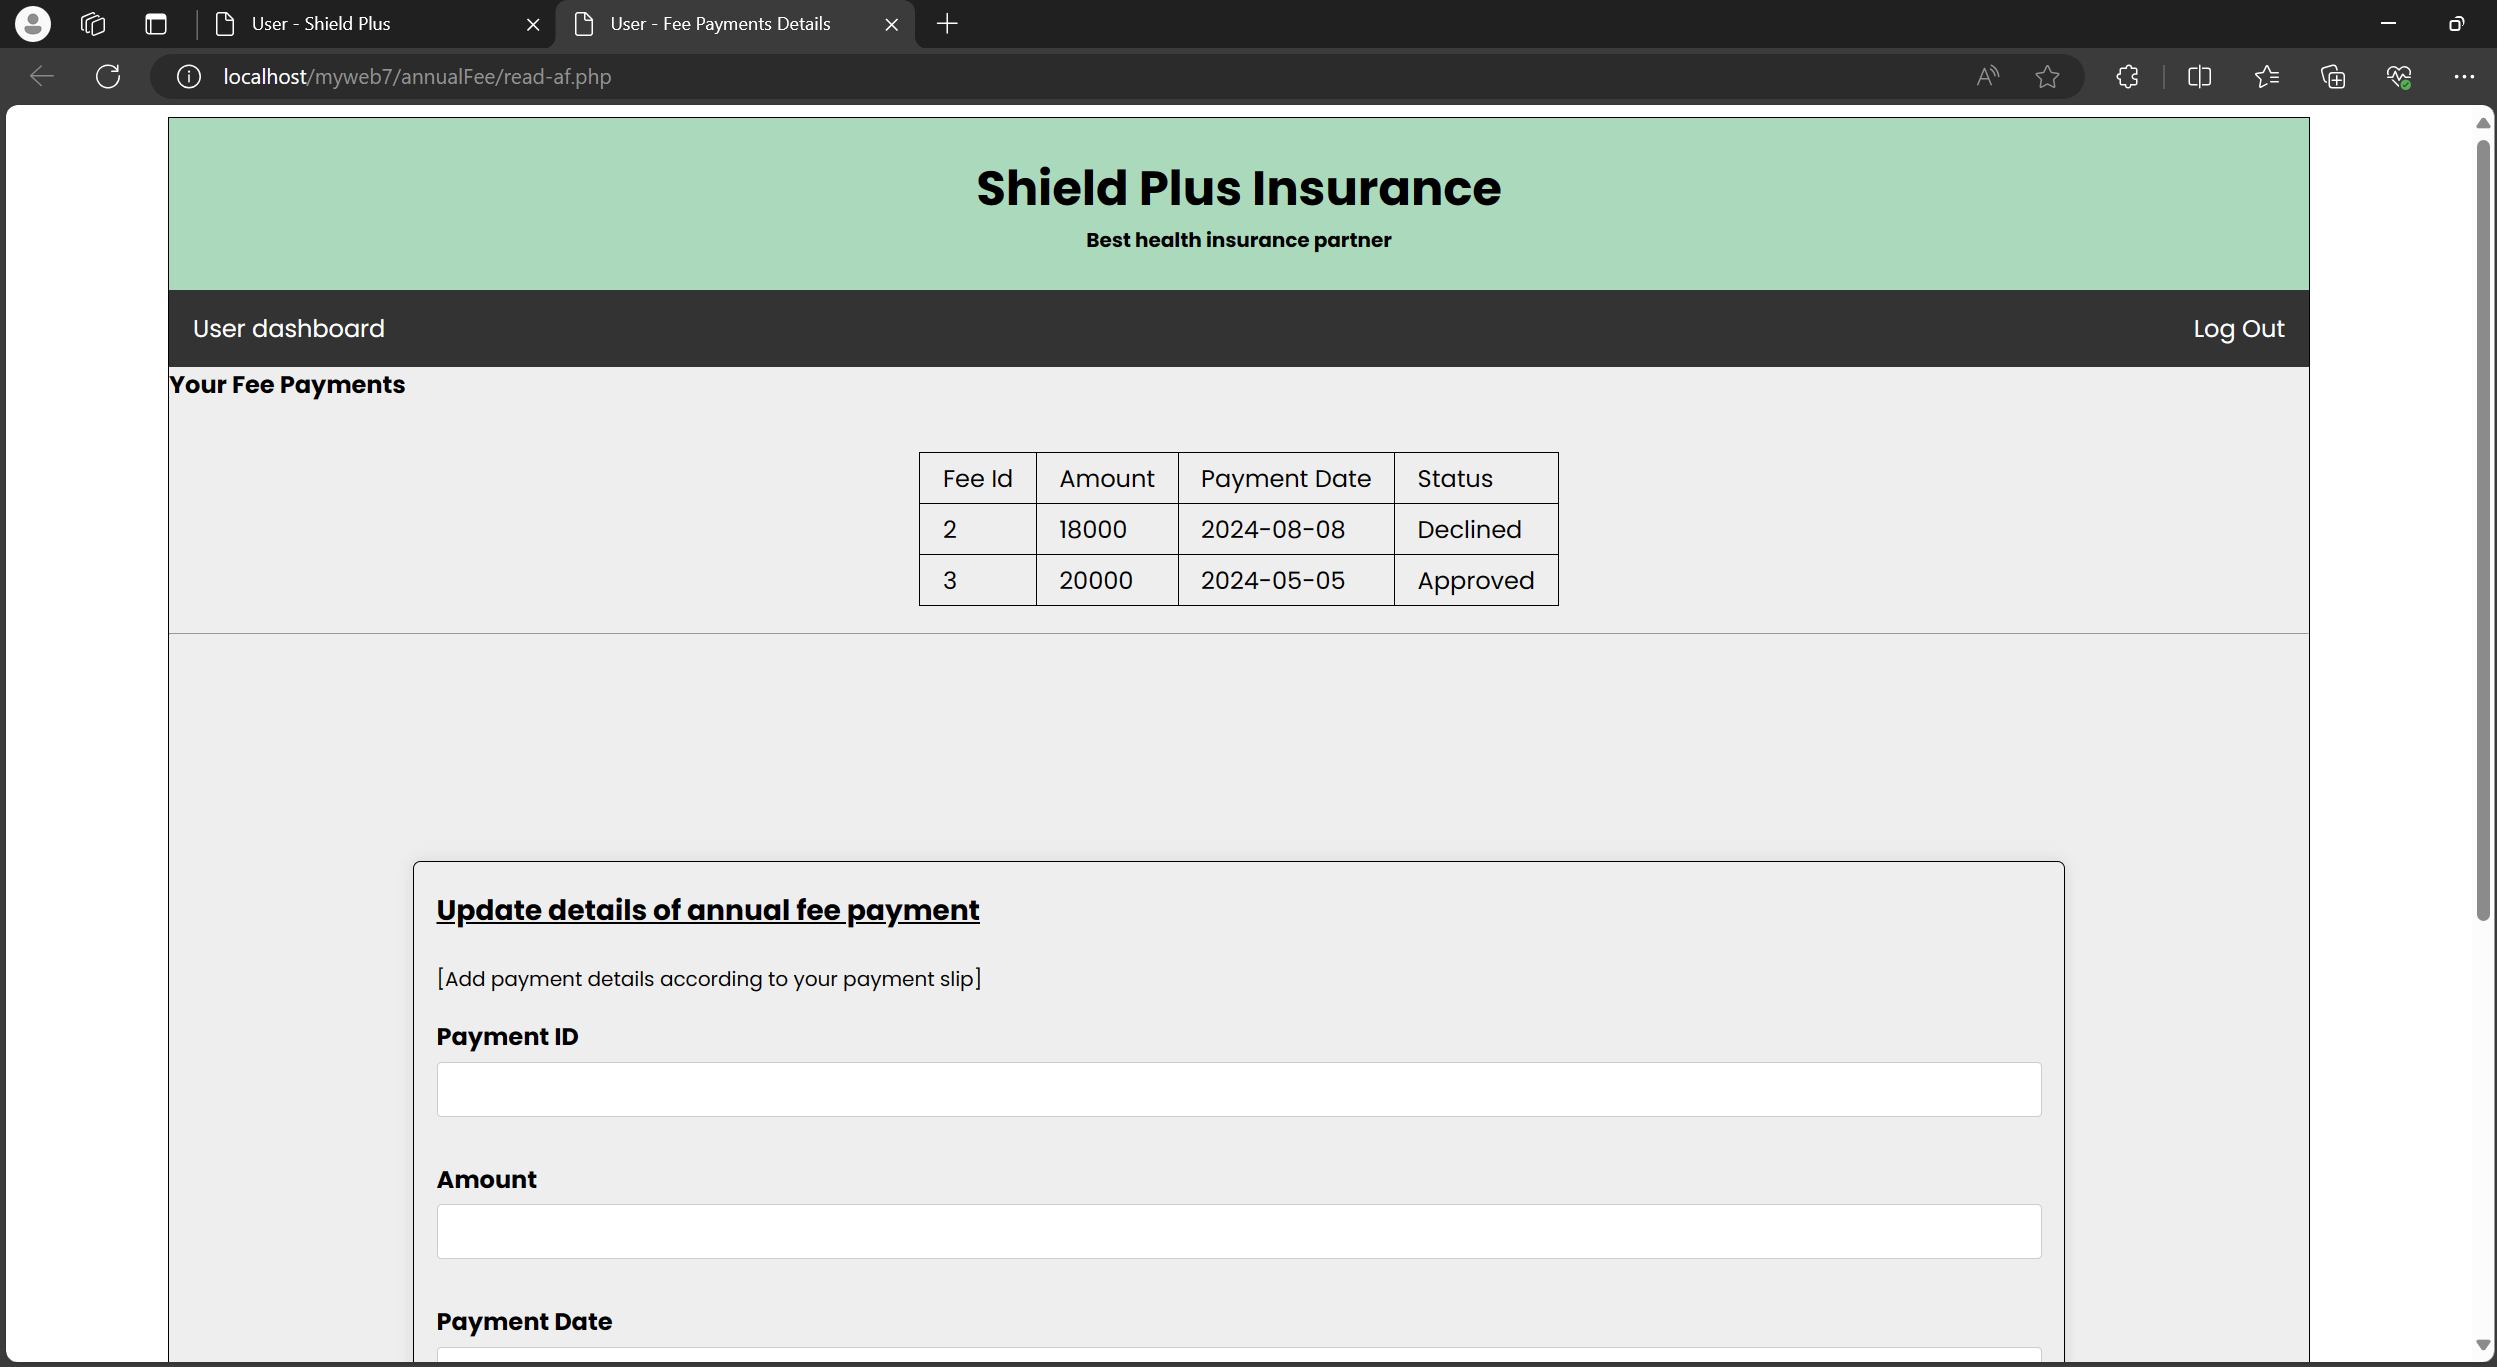 User - Shield Plus
User - Fee Payments Details
localhost/myweb7/annualFee/read-af.php
Shield Plus Insurance
Best health insurance partner
User dashboard
Log Out
Your Fee Payments
Fee Id Amount Payment Date Status
2 18000 2024-08-08 Declined
3 20000 2024-05-05 Approved
Update details of annual fee payment
[Add payment details according to your payment slip]
Payment ID
Amount
Payment Date